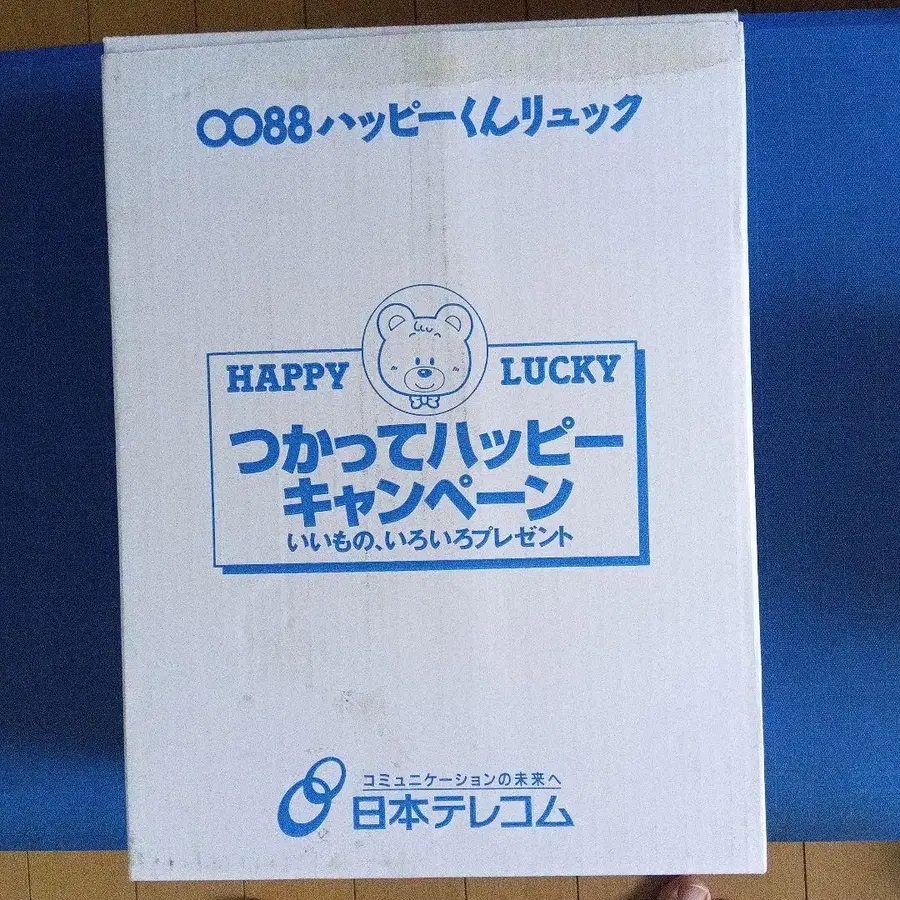 0088ハッピーくんリュック
HAPPY LUCKY
つかってハッピー
キャンペーン
いいもの、いろいろプレゼント
コミュニケーションの未来へ
日本テレコム